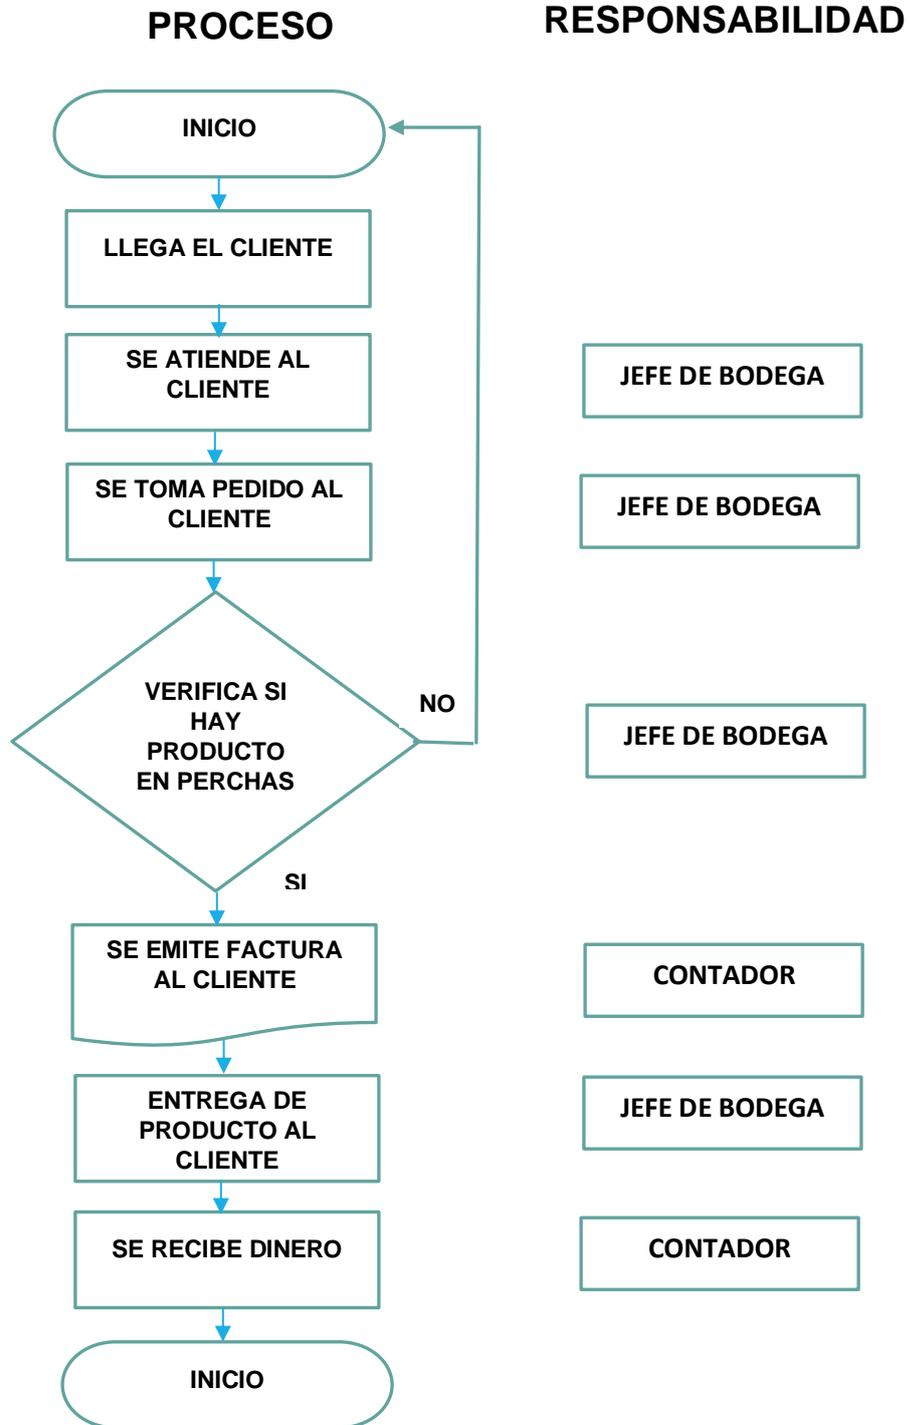 PROCESO
RESPONSABILIDAD
INICIO
LLEGA EL CLIENTE
SE ATIENDE AL
CLIENTE
JEFE DE BODEGA
SE TOMA PEDIDO AL
CLIENTE
JEFE DE BODEGA
VERIFICA SI
HAY
PRODUCTO
EN PERCHAS
NO
JEFE DE BODEGA
SI
SE EMITE FACTURA
AL CLIENTE
CONTADOR
ENTREGA DE
PRODUCTO AL
CLIENTE
JEFE DE BODEGA
SE RECIBE DINERO
CONTADOR
INICIO